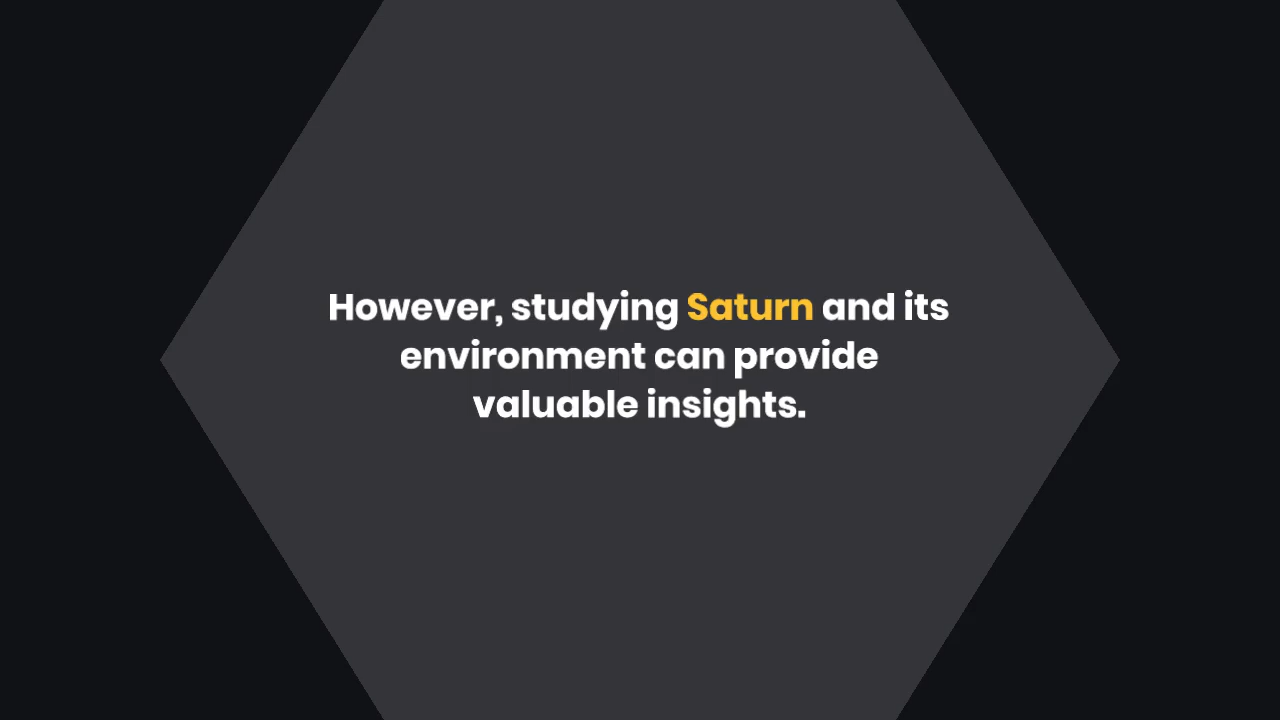 However, studying Saturn and its
environment can provide
valuable insights.